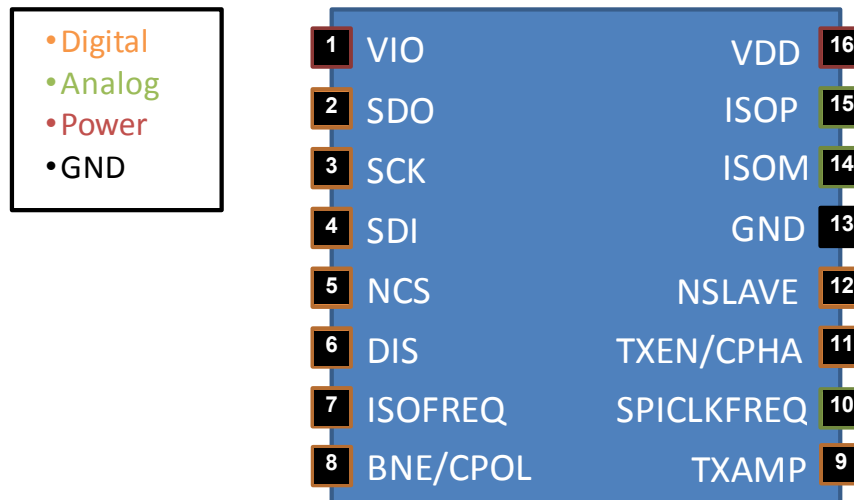 •Digital
•Analog
•Power
•GND
1 VIO
2 SDO
3 SCK
4 SDI
5 NCS
6 DIS
7 ISOFREQ
8 BNE/CPOL
VDD 16
ISOP 15
ISOM 14
GND 13
NSLAVE 12
TXEN/CPHA 11
SPICLKFREQ 10
TXAMP 9